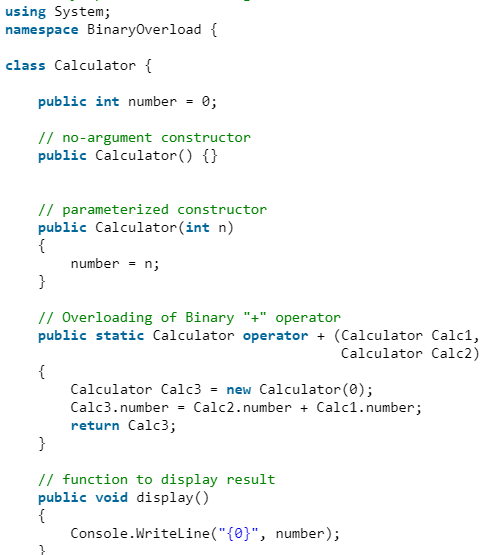 using System;
namespace BinaryOverload {
class Calculator {
public int number = 0;
// no-argument constructor
public Calculator() {}
// parameterized constructor
public Calculator(int n)
{
number = n;
}
// Overloading of Binary "+" operator
public static Calculator operator + (Calculator Calc1,
Calculator Calc2)
{
Calculator Calc3 = new Calculator(0);
Calc3.number = Calc2.number + Calc1.number;
return Calc3;
}
// function to display result
public void display()
{
Console.WriteLine("{0}", number);
}